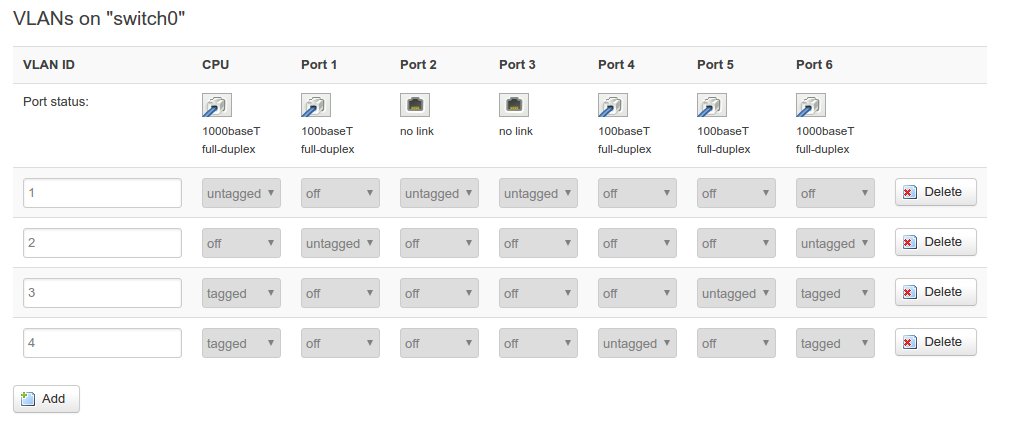 VLANs on "switch0"
VLAN ID CPU Port 1 Port 2 Port 3 Port 4 Port 5 Port 6
Port status:
1000baseT 100baseT no link no link 100baseT 100baseT 1000baseT
full-duplex full-duplex full-duplex full-duplex full-duplex
1 untagged off untagged untagged off off off Delete
2 off untagged off off off off untagged Delete
3 tagged off off off off untagged tagged Delete
4 tagged off off off untagged off tagged Delete
Add